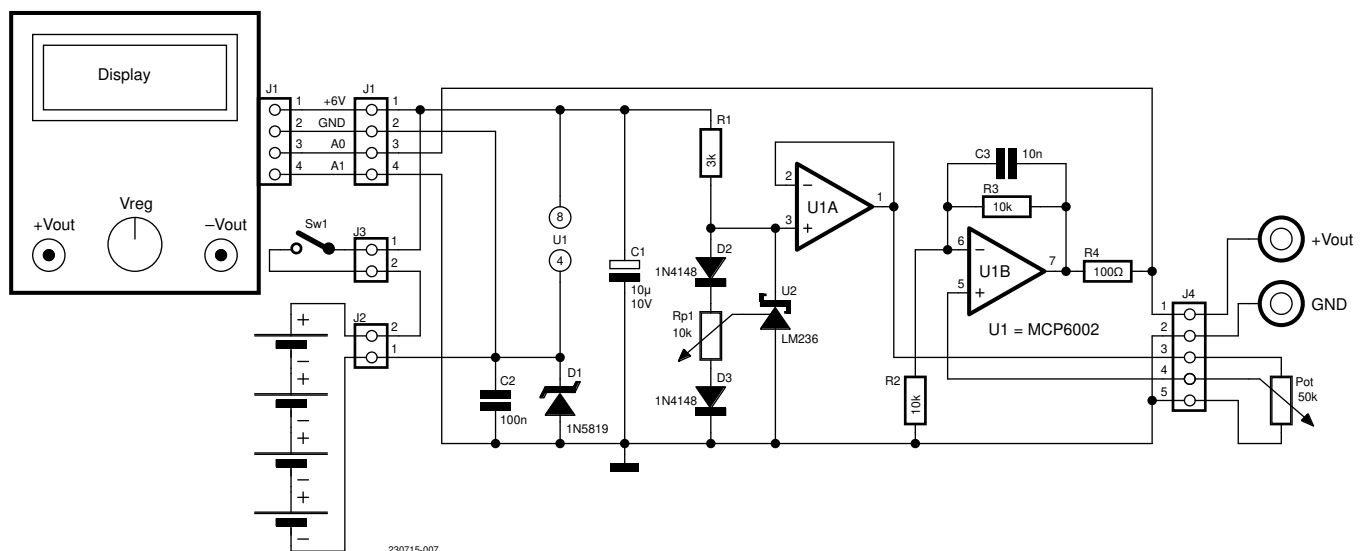 Display
J1
J1
1
+6V
1
2
GND
2
3
A0
3
4
A1
4
Vreg
+Vout
−Vout
Sw1
J3
1
2
J2
2
1
+
−
+
−
+
−
+
−
8
U1
4
C1
10µ
10V
C2
100n
D1
1N5819
R1
3k
D2
1N4148
Rp1
10k
D3
1N4148
U2
LM236
2
−
3
+
U1A
1
C3
10n
R3
10k
6
−
5
+
U1B
7
R4
100Ω
U1 = MCP6002
R2
10k
J4
1
2
3
4
5
+Vout
GND
Pot
50k
230715-007